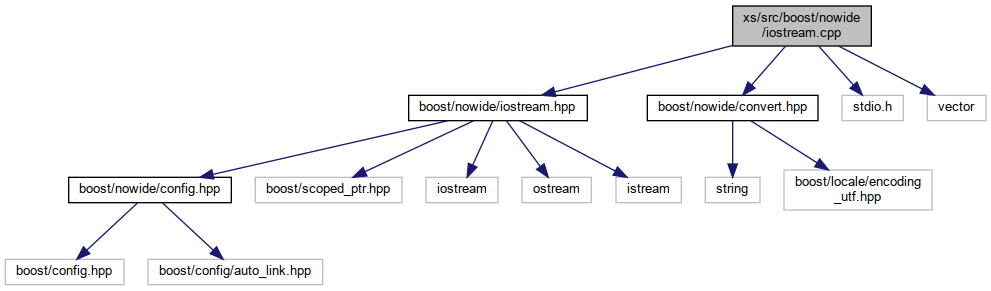 xs/src/boost/nowide
/iostream.cpp
boost/nowide/iostream.hpp
boost/nowide/convert.hpp
stdio.h
vector
boost/nowide/config.hpp
boost/scoped_ptr.hpp
iostream
ostream
istream
string
boost/locale/encoding
_utf.hpp
boost/config.hpp
boost/config/auto_link.hpp